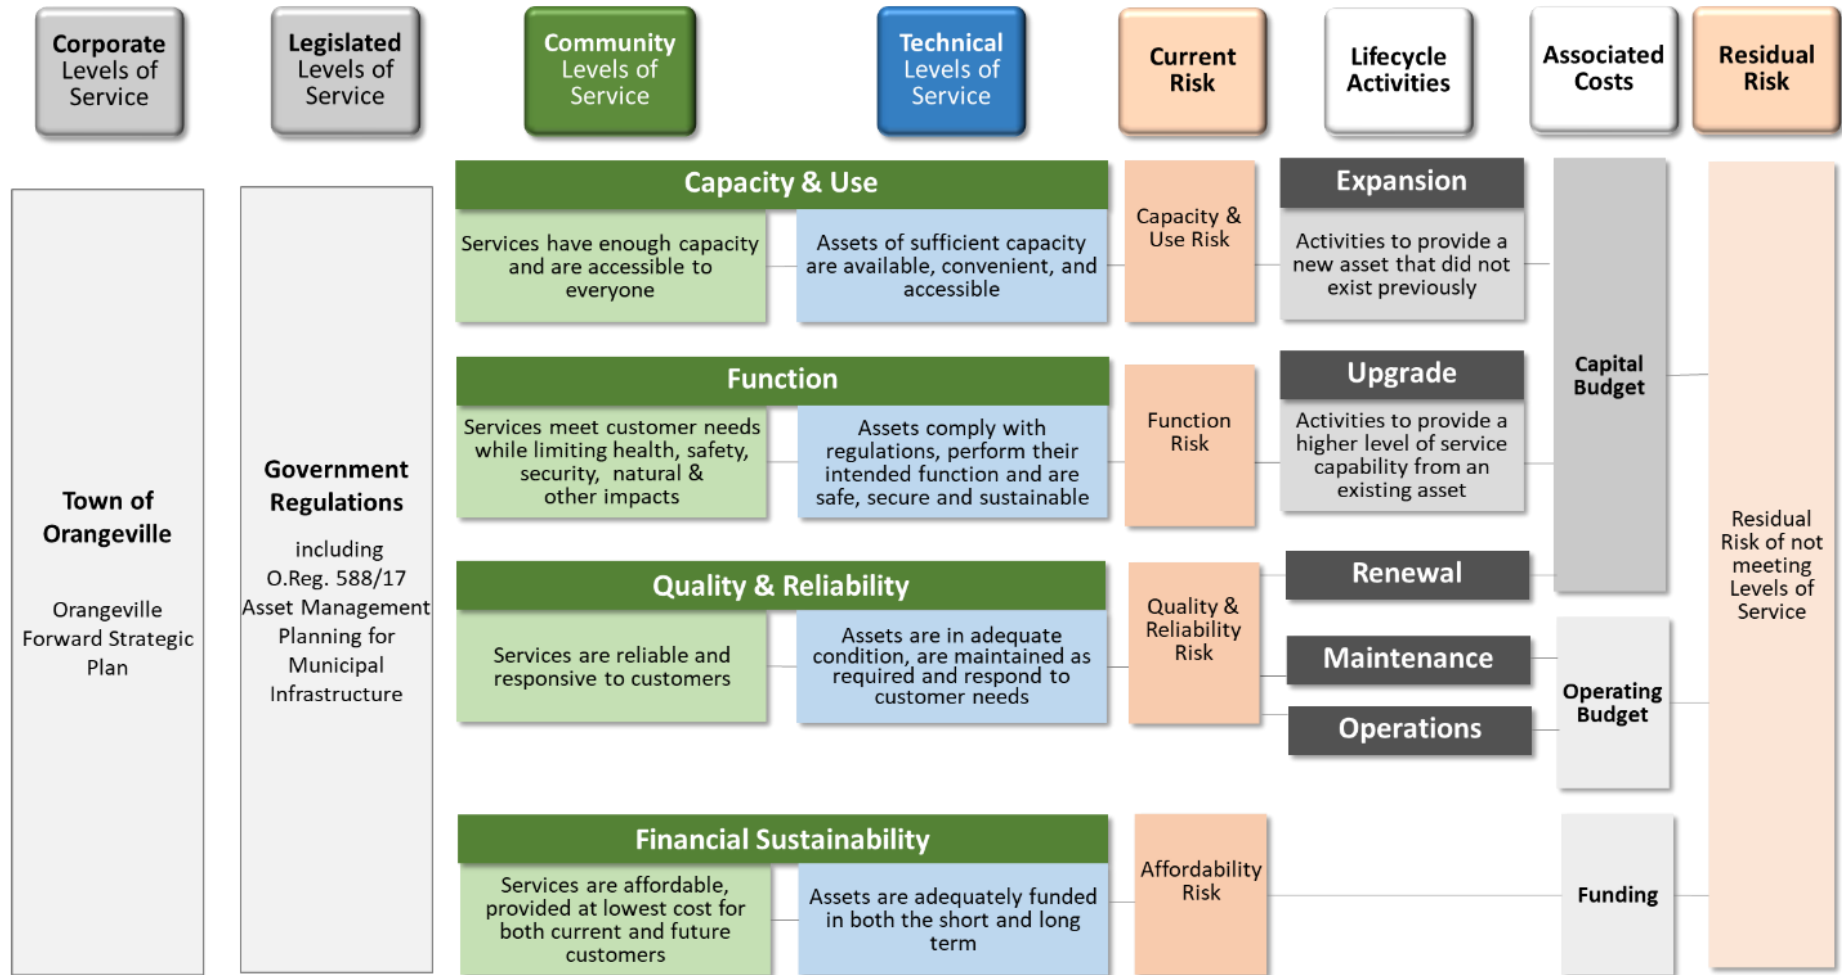 Corporate
Levels of
Service
Legislated
Levels of
Service
Community
Levels of
Service
Technical
Levels of
Service
Current
Risk
Lifecycle
Activities
Associated
Costs
Residual
Risk
Town of
Orangeville
Orangeville
Forward Strategic
Plan
Government
Regulations
including
O.Reg. 588/17
Asset Management
Planning for
Municipal
Infrastructure
Capacity & Use
Services have enough capacity
and are accessible to
everyone
Assets of sufficient capacity
are available, convenient, and
accessible
Capacity &
Use Risk
Expansion
Activities to provide a
new asset that did not
exist previously
Function
Services meet customer needs
while limiting health, safety,
security, natural &
other impacts
Assets comply with
regulations, perform their
intended function and are
safe, secure and sustainable
Function
Risk
Upgrade
Activities to provide a
higher level of service
capability from an
existing asset
Capital
Budget
Quality & Reliability
Services are reliable and
responsive to customers
Assets are in adequate
condition, are maintained as
required and respond to
customer needs
Quality &
Reliability
Risk
Renewal
Maintenance
Operations
Operating
Budget
Financial Sustainability
Services are affordable,
provided at lowest cost for
both current and future
customers
Assets are adequately funded
in both the short and long
term
Affordability
Risk
Funding
Residual
Risk of not
meeting
Levels of
Service